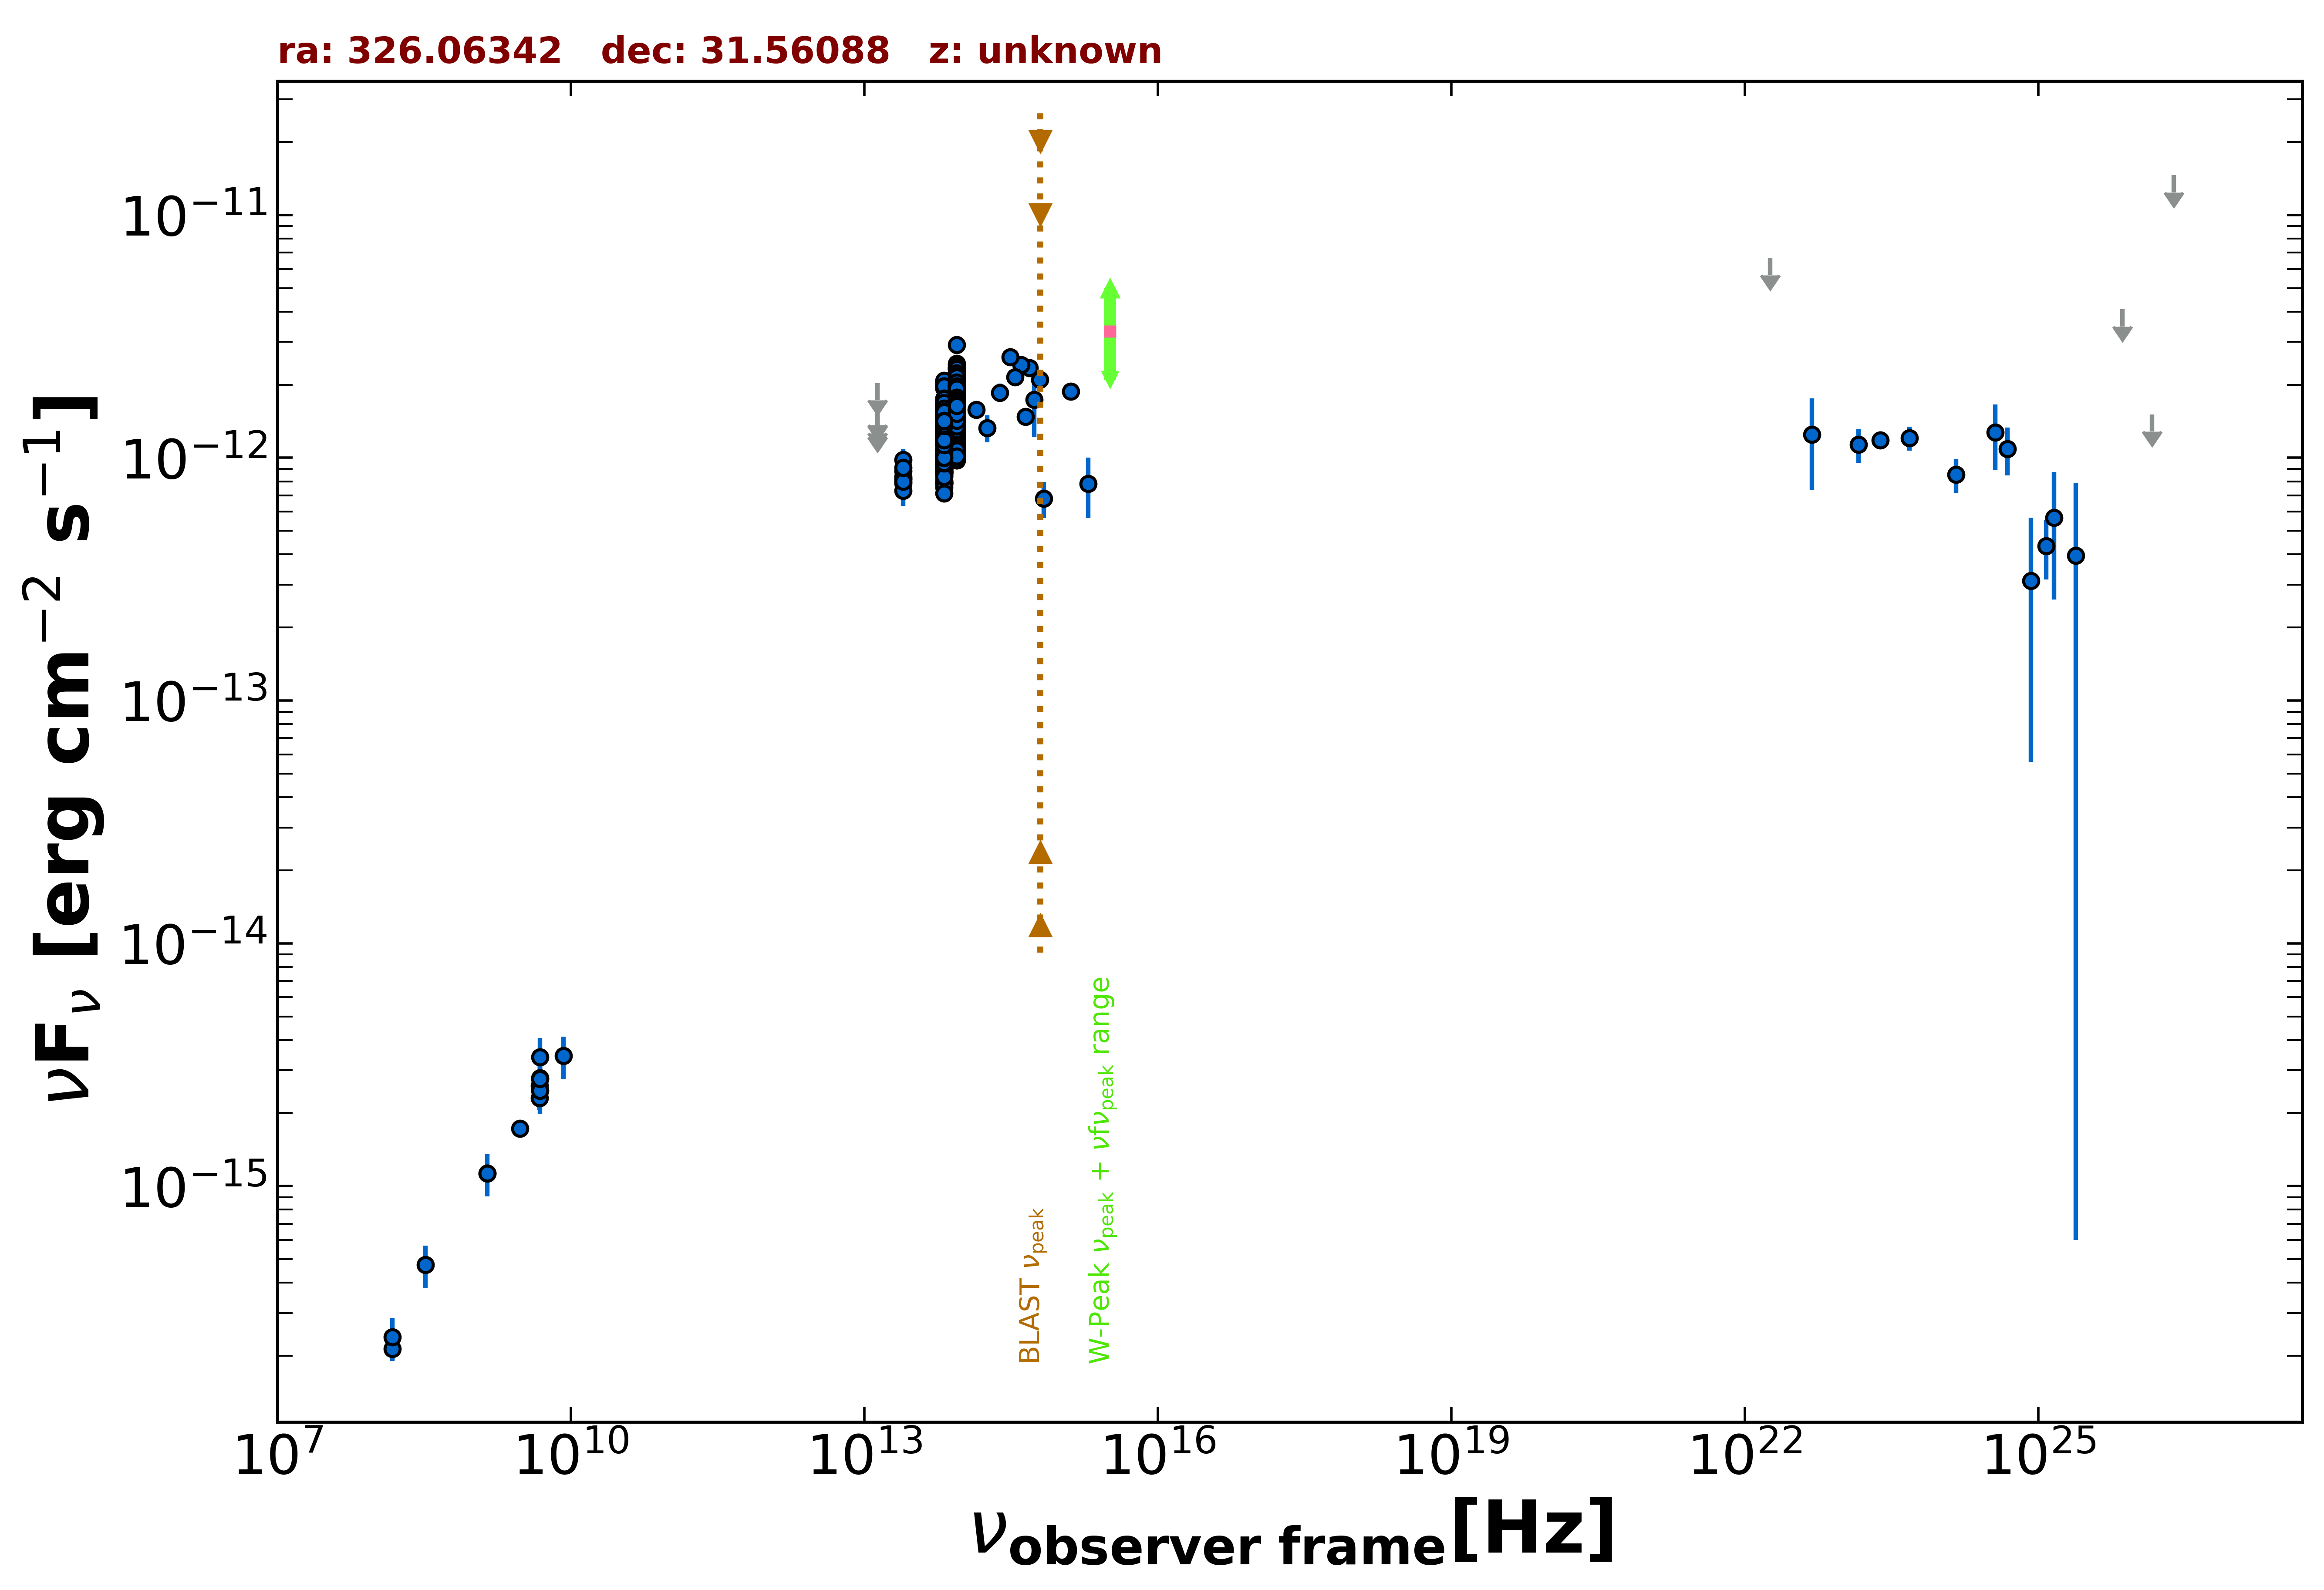 ra: 326.06342   dec: 31.56088   z: unknown
νFν [erg cm⁻² s⁻¹]
10⁻¹¹
10⁻¹²
10⁻¹³
10⁻¹⁴
10⁻¹⁵
BLAST νpeak
W-Peak νpeak + νfνpeak range
10⁷ 10¹⁰ 10¹³ 10¹⁶ 10¹⁹ 10²² 10²⁵
νobserver frame[Hz]